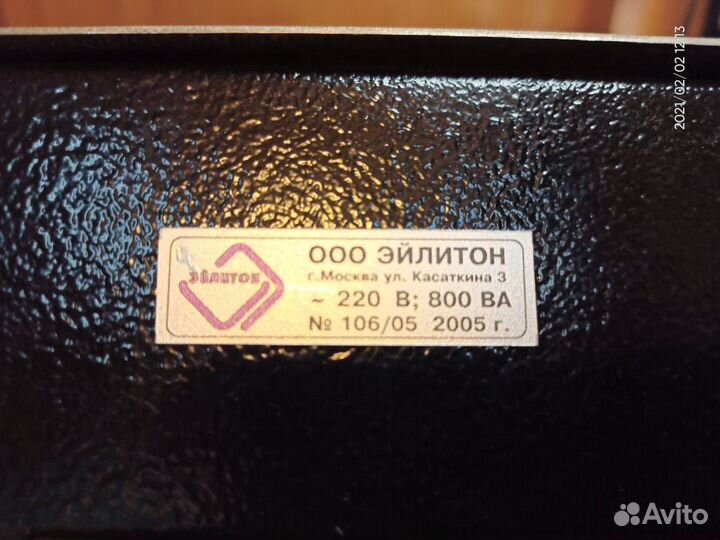 2021/02/02 12:13
ЭЙЛИТОН
ООО ЭЙЛИТОН
г.Москва ул. Касаткина 3
~ 220 В; 800 ВА
№ 106/05 2005 г.
Avito